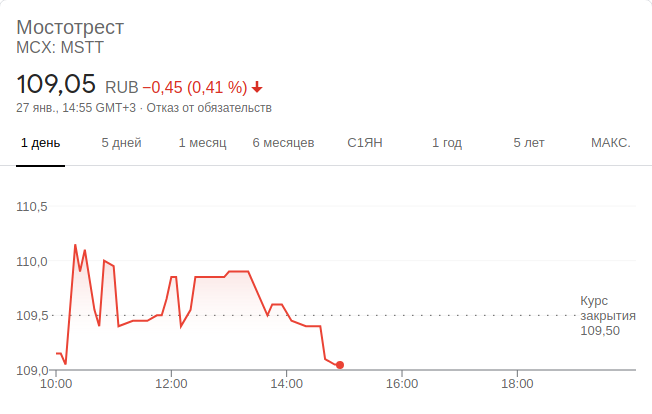 Мостотрест
MCX: MSTT
109,05 RUB −0,45 (0,41 %)
27 янв., 14:55 GMT+3 · Отказ от обязательств
1 день 5 дней 1 месяц 6 месяцев С1ЯН 1 год 5 лет МАКС.
110,5
110,0
Курс
109,5 закрытия
109,50
109,0
10:00 12:00 14:00 16:00 18:00